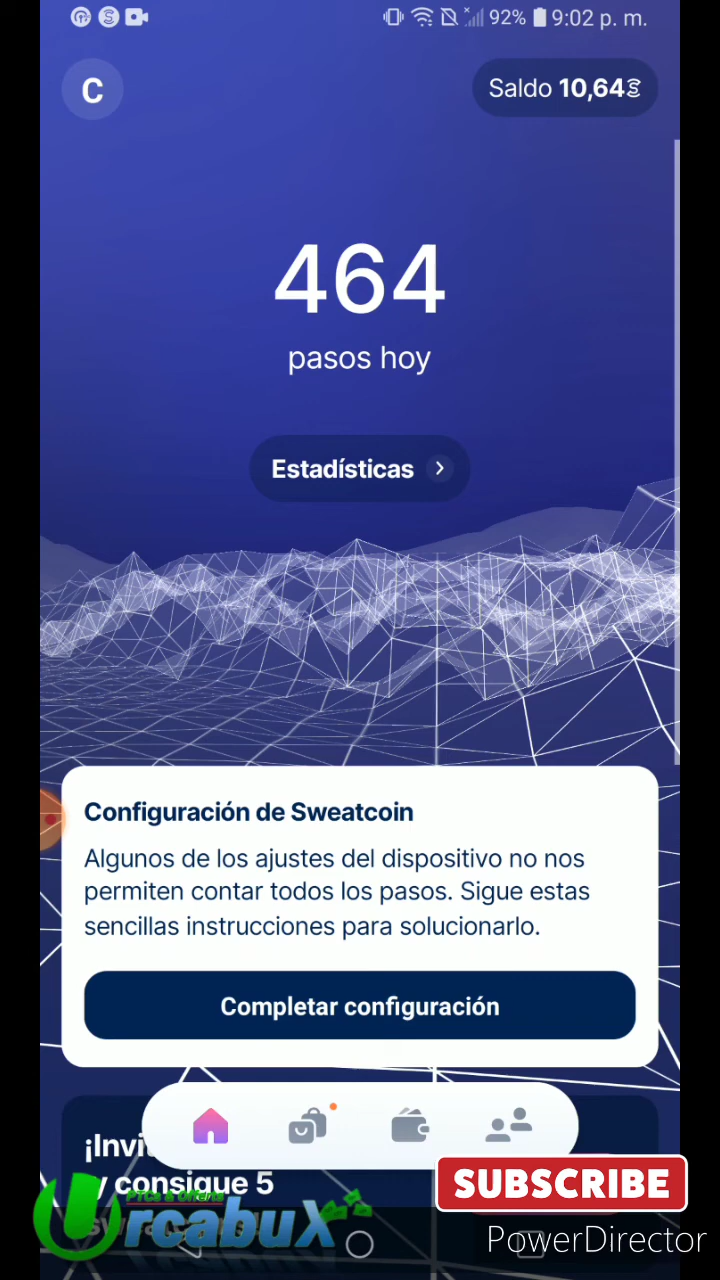 92% 9:02 p. m.
C
Saldo 10,64
464
pasos hoy
Estadísticas
Configuración de Sweatcoin
Algunos de los ajustes del dispositivo no nos
permiten contar todos los pasos. Sigue estas
sencillas instrucciones para solucionarlo.
Completar configuración
¡Invi
y consigue 5
SUBSCRIBE
UrcabuX
PowerDirector